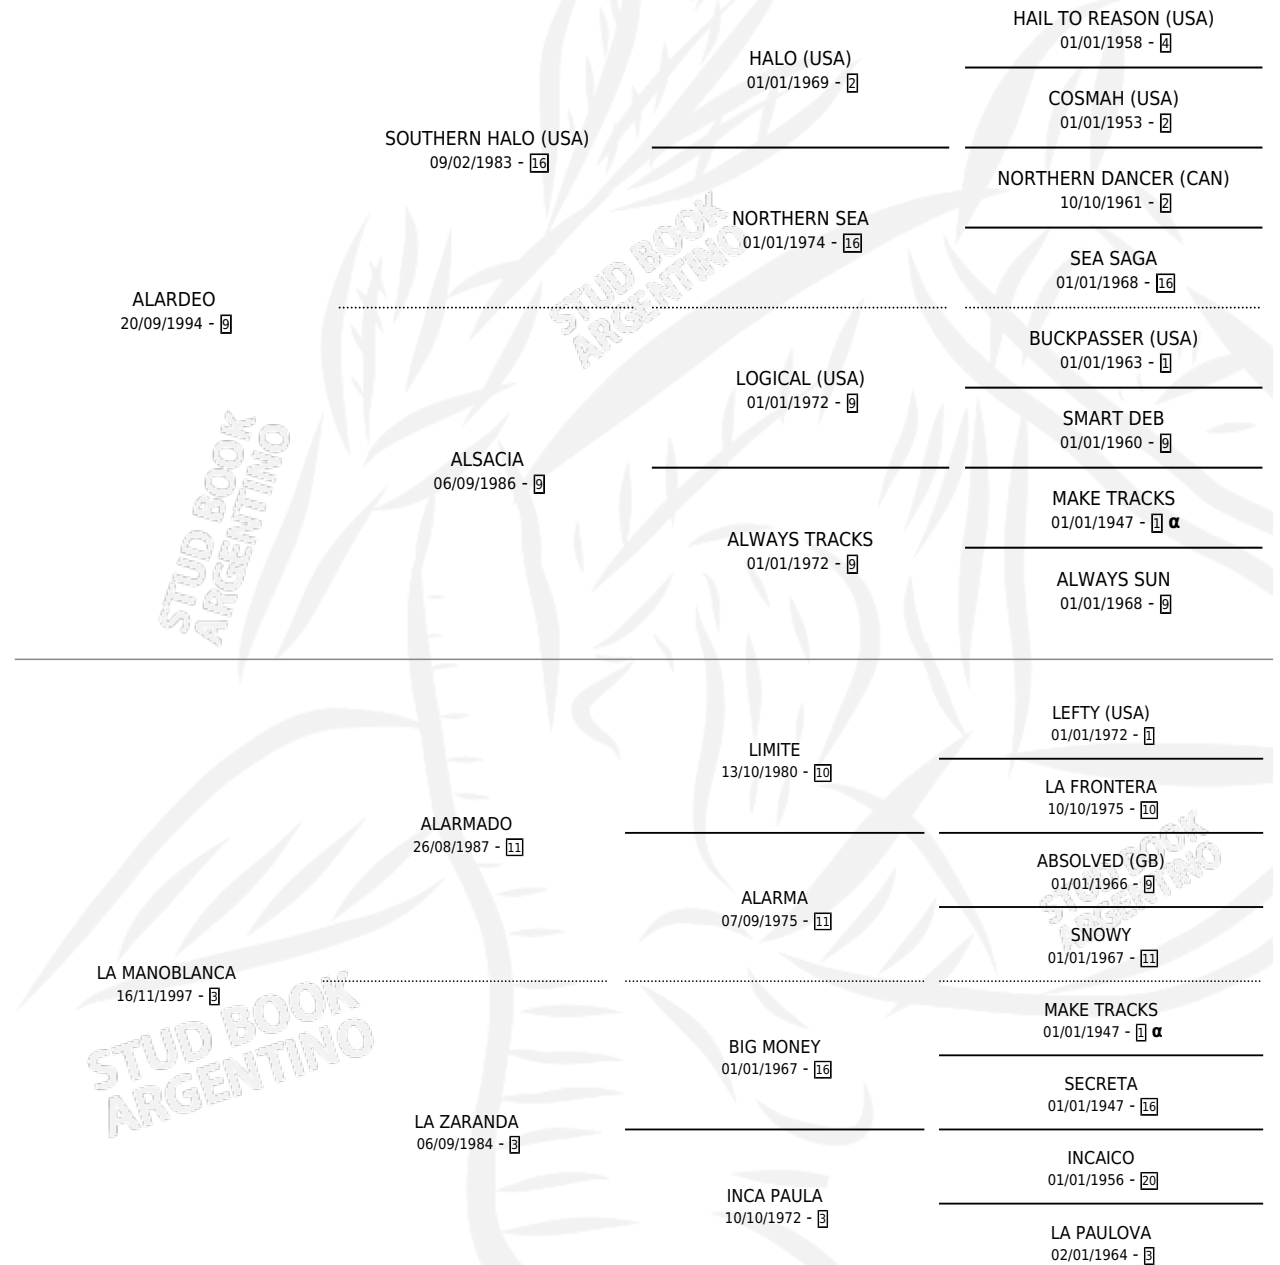 HAIL TO REASON (USA)
01/01/1958 - 4
HALO (USA)
01/01/1969 - 2
COSMAH (USA)
01/01/1953 - 2
SOUTHERN HALO (USA)
09/02/1983 - 16
NORTHERN DANCER (CAN)
10/10/1961 - 2
NORTHERN SEA
01/01/1974 - 16
SEA SAGA
01/01/1968 - 16
STUD BOOK
ARGENTINO
ALARDEO
20/09/1994 - 9
BUCKPASSER (USA)
01/01/1963 - 1
LOGICAL (USA)
01/01/1972 - 9
SMART DEB
01/01/1960 - 9
ALSACIA
06/09/1986 - 9
MAKE TRACKS
01/01/1947 - 1 α
ALWAYS TRACKS
01/01/1972 - 9
ALWAYS SUN
01/01/1968 - 9
STUD BOOK
ARGENTINO
LEFTY (USA)
01/01/1972 - 1
LIMITE
13/10/1980 - 10
LA FRONTERA
10/10/1975 - 10
ALARMADO
26/08/1987 - 11
ABSOLVED (GB)
01/01/1966 - 9
ALARMA
07/09/1975 - 11
SNOWY
01/01/1967 - 11
STUD BOOK
ARGENTINO
LA MANOBLANCA
16/11/1997 - 3
MAKE TRACKS
01/01/1947 - 1 α
BIG MONEY
01/01/1967 - 16
SECRETA
01/01/1947 - 16
LA ZARANDA
06/09/1984 - 3
INCAICO
01/01/1956 - 20
INCA PAULA
10/10/1972 - 3
LA PAULOVA
02/01/1964 - 3
STUD BOOK
ARGENTINO